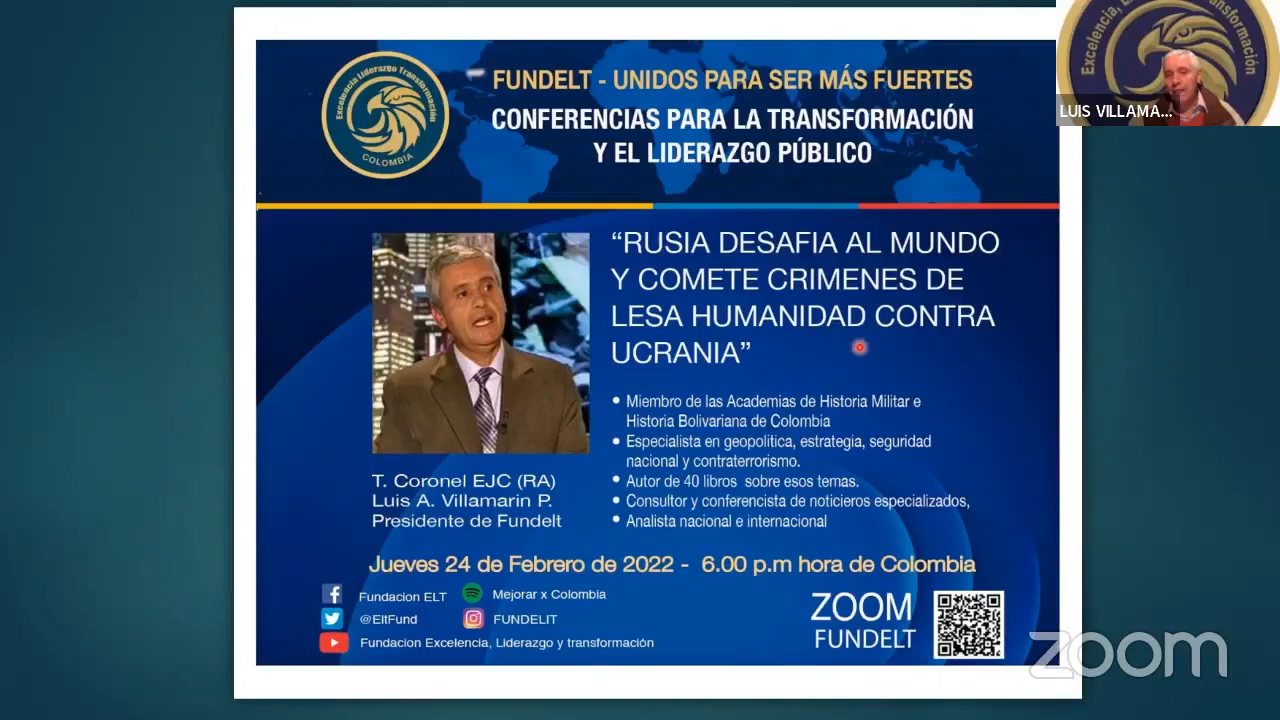 Excelencia Liderazgo Transformación
COLOMBIA
FUNDELT - UNIDOS PARA SER MÁS FUERTES
CONFERENCIAS PARA LA TRANSFORMACIÓN
Y EL LIDERAZGO PÚBLICO
LUIS VILLAMA...
“RUSIA DESAFIA AL MUNDO
Y COMETE CRIMENES DE
LESA HUMANIDAD CONTRA
UCRANIA”
• Miembro de las Academias de Historia Militar e
Historia Bolivariana de Colombia
• Especialista en geopolitica, estrategia, seguridad
nacional y contraterrorismo.
• Autor de 40 libros sobre esos temas.
• Consultor y conferencista de noticieros especializados,
• Analista nacional e internacional
T. Coronel EJC (RA)
Luis A. Villamarin P.
Presidente de Fundelt
Jueves 24 de Febrero de 2022 - 6.00 p.m hora de Colombia
Fundacion ELT
Mejorar x Colombia
@EltFund
FUNDELIT
Fundacion Excelencia, Liderazgo y transformación
ZOOM
FUNDELT
zoom